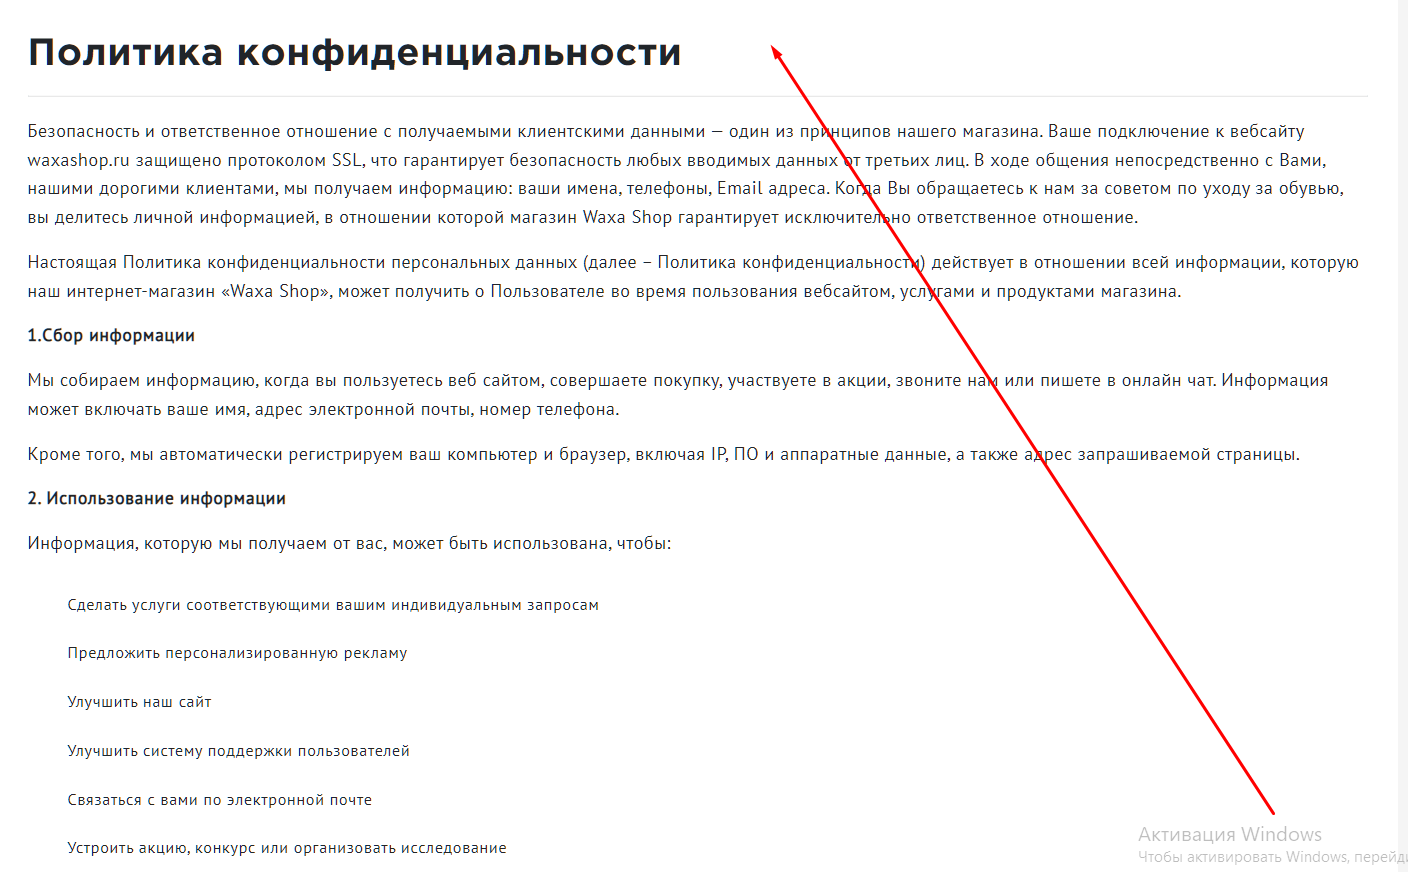 Политика конфиденциальности
Безопасность и ответственное отношение с получаемыми клиентскими данными — один из принципов нашего магазина. Ваше подключение к вебсайту
waxashop.ru защищено протоколом SSL, что гарантирует безопасность любых вводимых данных от третьих лиц. В ходе общения непосредственно с Вами,
нашими дорогими клиентами, мы получаем информацию: ваши имена, телефоны, Email адреса. Когда Вы обращаетесь к нам за советом по уходу за обувью,
вы делитесь личной информацией, в отношении которой магазин Waxa Shop гарантирует исключительно ответственное отношение.
Настоящая Политика конфиденциальности персональных данных (далее – Политика конфиденциальности) действует в отношении всей информации, которую
наш интернет-магазин «Waxa Shop», может получить о Пользователе во время пользования вебсайтом, услугами и продуктами магазина.
1.Сбор информации
Мы собираем информацию, когда вы пользуетесь веб сайтом, совершаете покупку, участвуете в акции, звоните нам или пишете в онлайн чат. Информация
может включать ваше имя, адрес электронной почты, номер телефона.
Кроме того, мы автоматически регистрируем ваш компьютер и браузер, включая IP, ПО и аппаратные данные, а также адрес запрашиваемой страницы.
2. Использование информации
Информация, которую мы получаем от вас, может быть использована, чтобы:
Сделать услуги соответствующими вашим индивидуальным запросам
Предложить персонализированную рекламу
Улучшить наш сайт
Улучшить систему поддержки пользователей
Связаться с вами по электронной почте
Устроить акцию, конкурс или организовать исследование
Активация Windows
Чтобы активировать Windows,